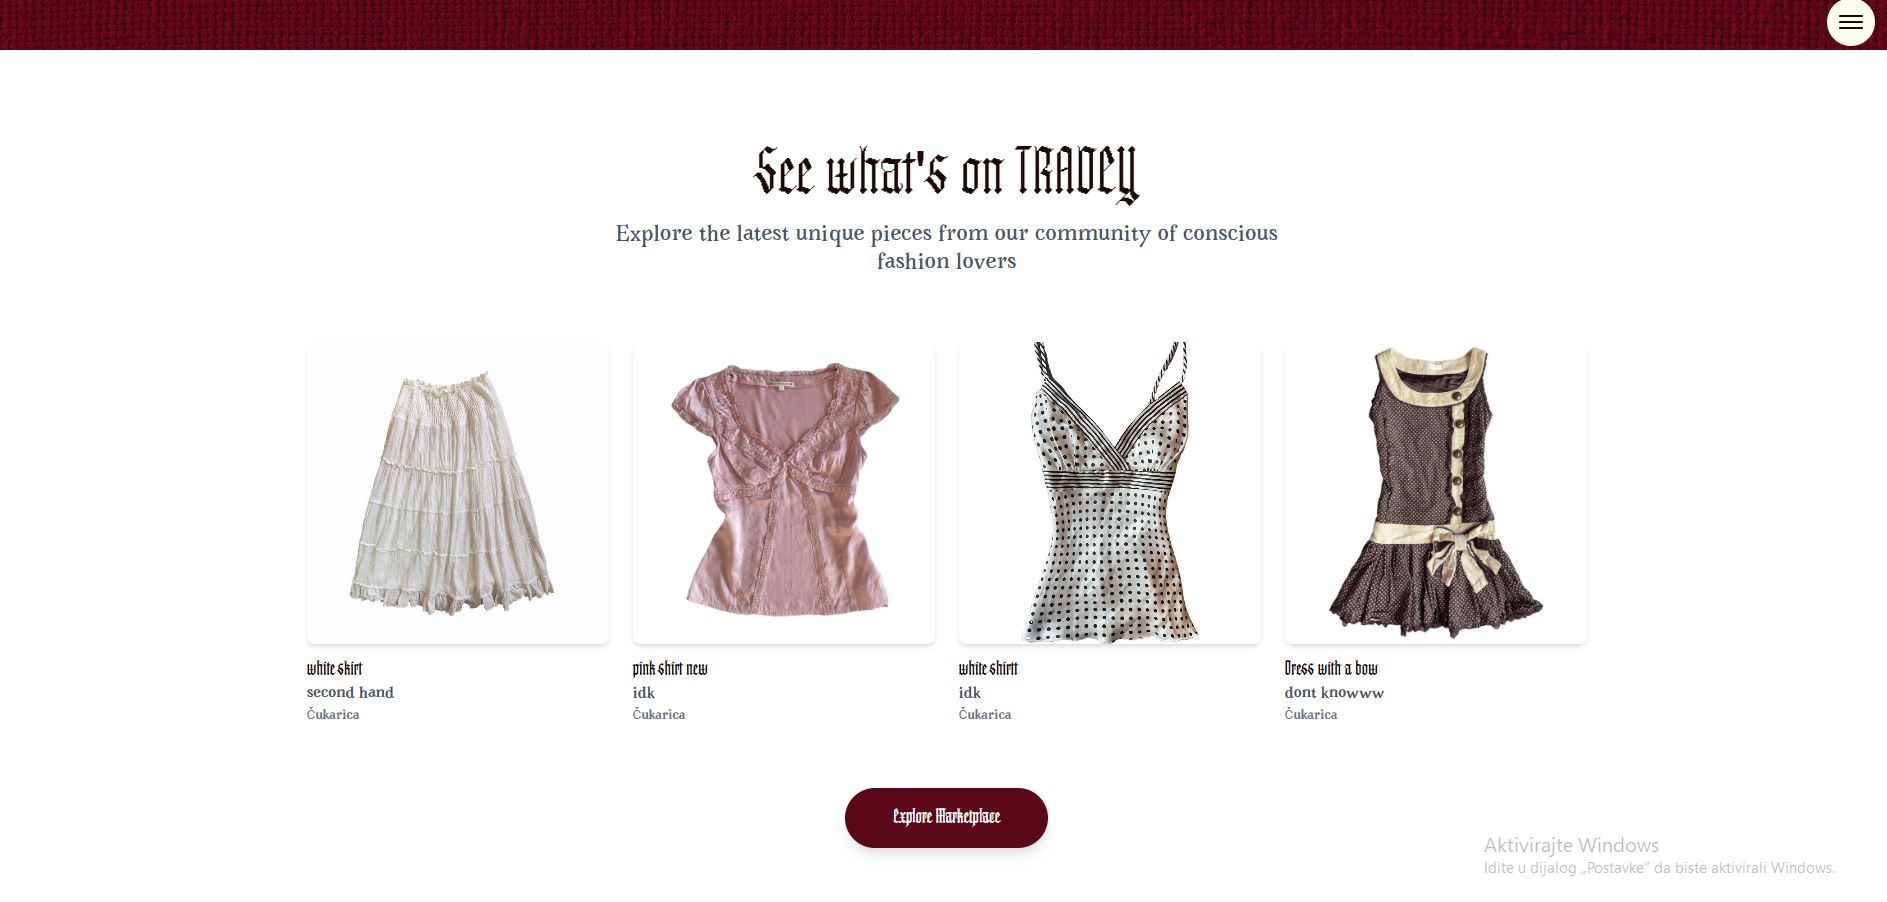 See what's on TRADEY
Explore the latest unique pieces from our community of conscious
fashion lovers
white skirt
second hand
Čukarica
pink shirt new
idk
Čukarica
white shirtt
idk
Čukarica
Dress with a bow
dont knowww
Čukarica
Explore Marketplace
Aktivirajte Windows
Idite u dijalog „Postavke“ da biste aktivirali Windows.